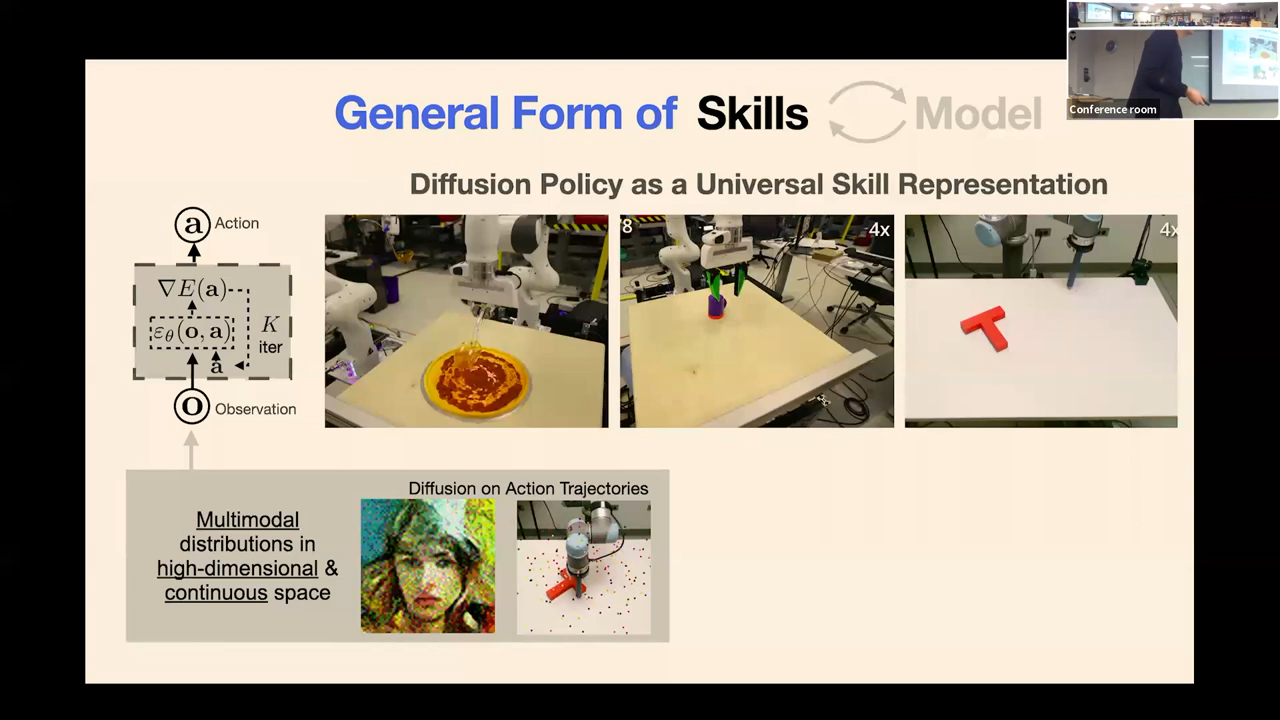 General Form of Skills Model
Conference room
Diffusion Policy as a Universal Skill Representation
a Action
∇E(a)
K
iter
εθ(o, a)
a
o Observation
8
4x
4x
Diffusion on Action Trajectories
Multimodal
distributions in
high-dimensional &
continuous space